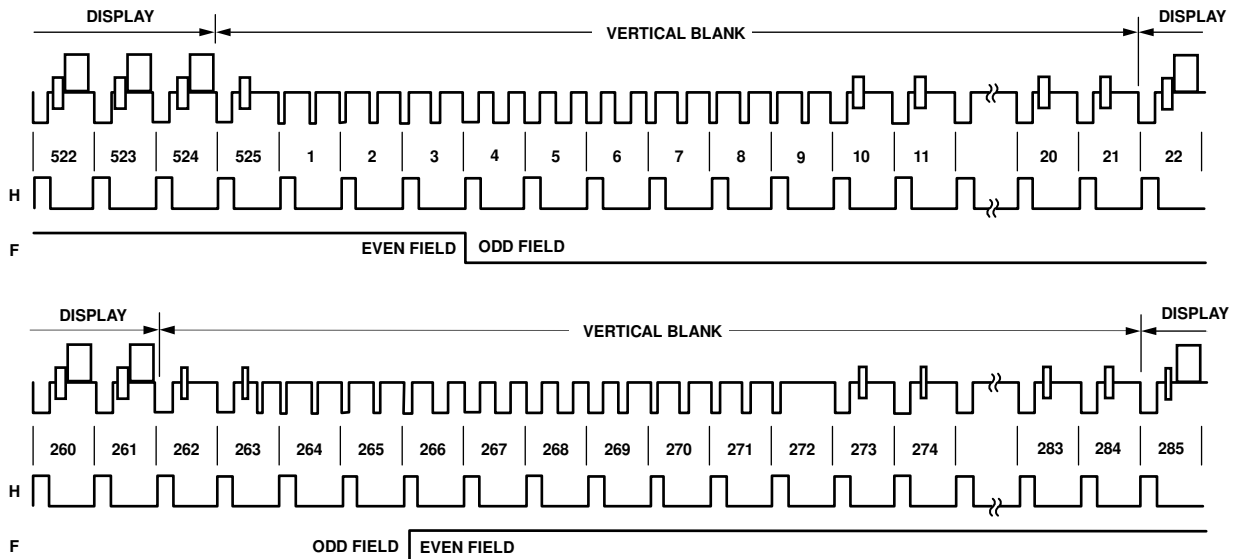 DISPLAY VERTICAL BLANK DISPLAY
522 523 524 525 1 2 3 4 5 6 7 8 9 10 11 20 21 22
H
F EVEN FIELD ODD FIELD
DISPLAY VERTICAL BLANK DISPLAY
260 261 262 263 264 265 266 267 268 269 270 271 272 273 274 283 284 285
H
F ODD FIELD EVEN FIELD